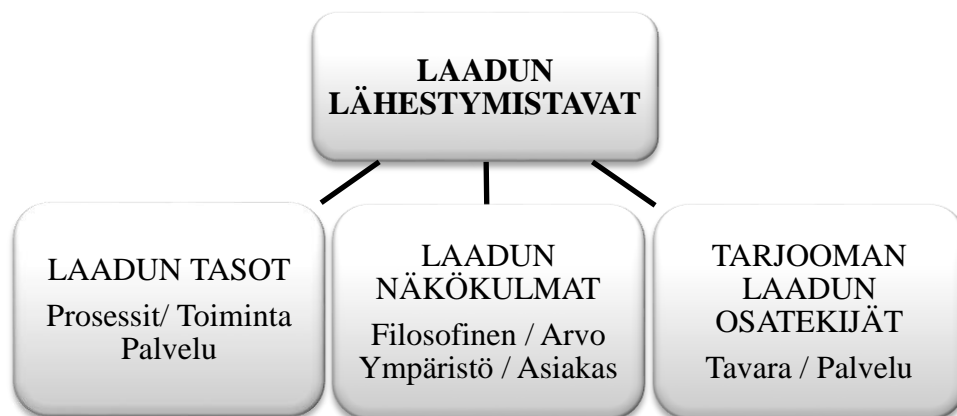 LAADUN
LÄHESTYMISTAVAT
LAADUN TASOT
Prosessit/ Toiminta
Palvelu
LAADUN
NÄKÖKULMAT
Filosofinen / Arvo
Ympäristö / Asiakas
TARJOOMAN
LAADUN
OSATEKIJÄT
Tavara / Palvelu